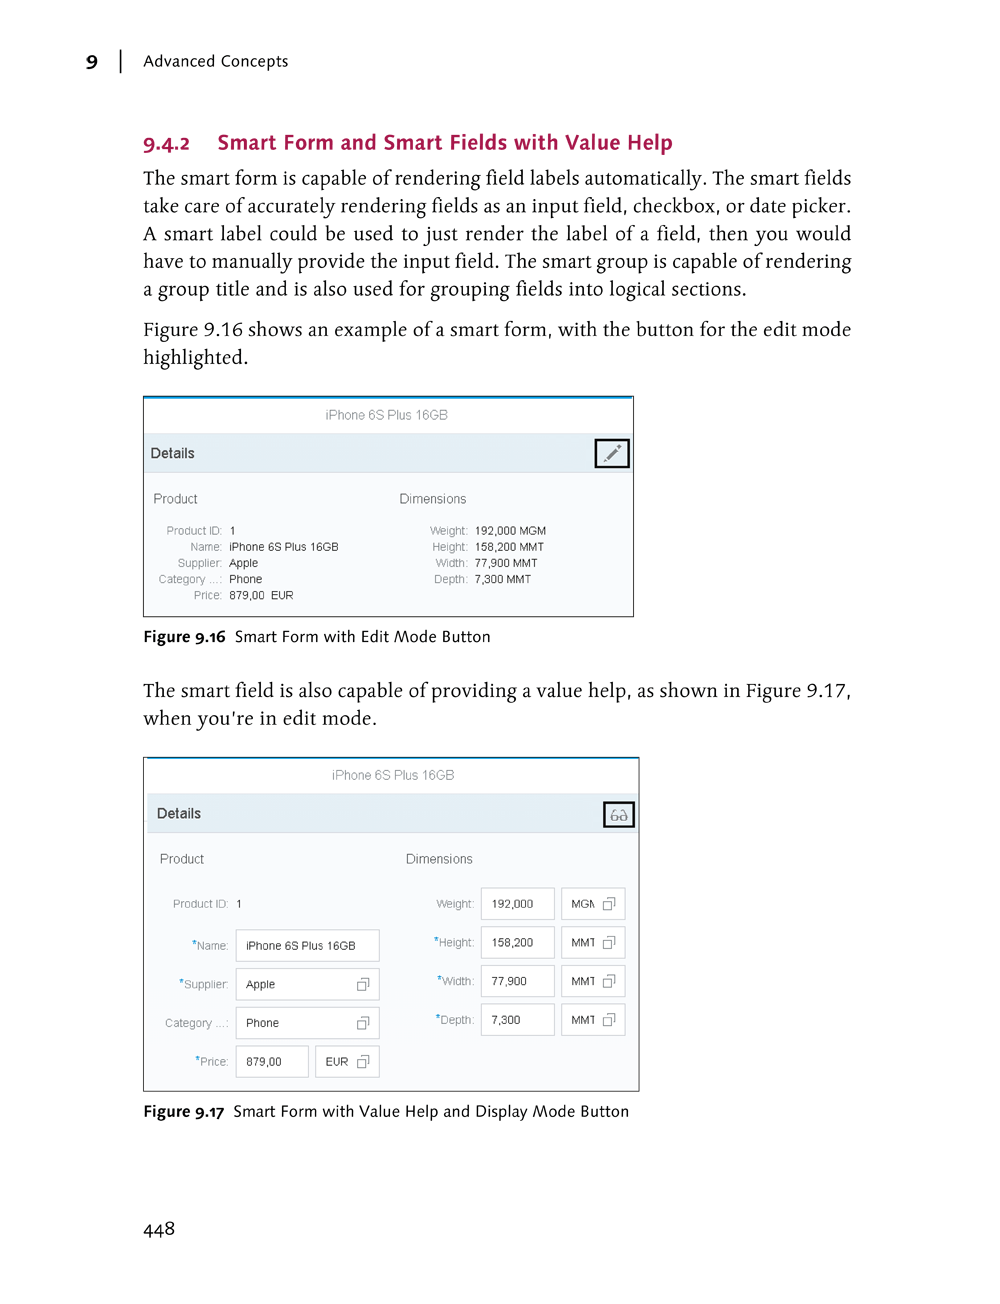 9 | Advanced Concepts
9.4.2 Smart Form and Smart Fields with Value Help
The smart form is capable of rendering field labels automatically. The smart fields
take care of accurately rendering fields as an input field, checkbox, or date picker.
A smart label could be used to just render the label of a field, then you would
have to manually provide the input field. The smart group is capable of rendering
a group title and is also used for grouping fields into logical sections.
Figure 9.16 shows an example of a smart form, with the button for the edit mode
highlighted.
iPhone 6S Plus 16GB
Details
Product Dimensions
Product ID: 1 Weight: 192,000 MGM
Name: iPhone 6S Plus 16GB Height: 158,200 MMT
Supplier: Apple Width: 77,900 MMT
Category ...: Phone Depth: 7,300 MMT
Price: 879,00 EUR
Figure 9.16 Smart Form with Edit Mode Button
The smart field is also capable of providing a value help, as shown in Figure 9.17,
when you're in edit mode.
iPhone 6S Plus 16GB
Details
Product Dimensions
Product ID: 1 Weight: 192,000 MGM
*Name: iPhone 6S Plus 16GB *Height: 158,200 MMT
*Supplier: Apple *Width: 77,900 MMT
Category ...: Phone *Depth: 7,300 MMT
*Price: 879,00 EUR
Figure 9.17 Smart Form with Value Help and Display Mode Button
448